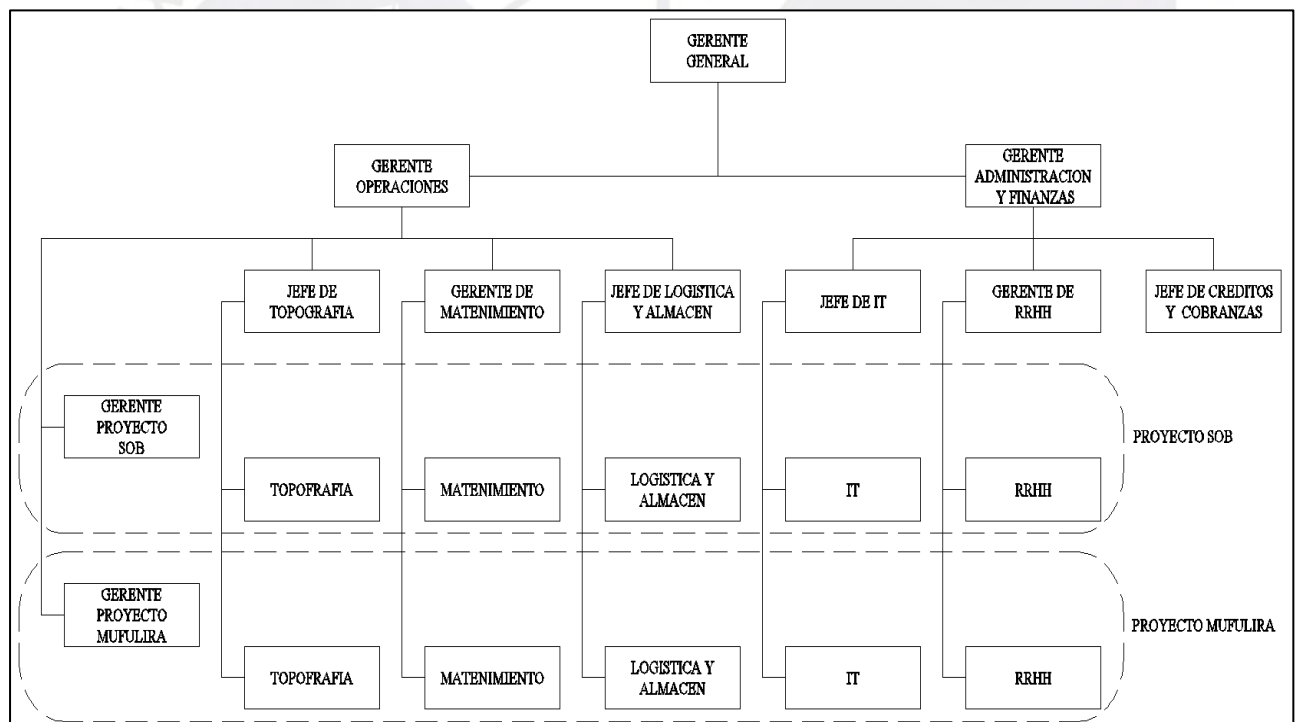 GERENTE
GENERAL
GERENTE
OPERACIONES
GERENTE
ADMINISTRACION
Y FINANZAS
JEFE DE
TOPOGRAFIA
GERENTE DE
MATENIMIENTO
JEFE DE LOGISTICA
Y ALMACEN
JEFE DE IT
GERENTE DE
RRHH
JEFE DE CREDITOS
Y COBRANZAS
GERENTE
PROYECTO
SOB
PROYECTO SOB
TOPOFRAFIA
MATENIMIENTO
LOGISTICA Y
ALMACEN
IT
RRHH
GERENTE
PROYECTO
MUFULIRA
PROYECTO MUFULIRA
TOPOFRAFIA
MATENIMIENTO
LOGISTICA Y
ALMACEN
IT
RRHH